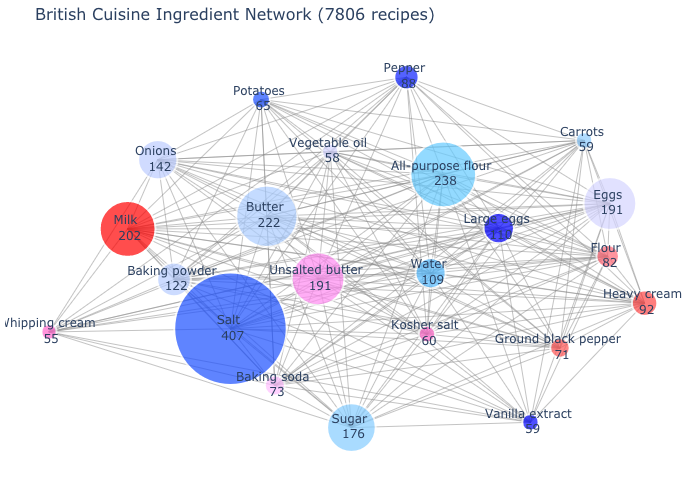 British Cuisine Ingredient Network (7806 recipes)
Pepper
88
Potatoes
65
Carrots
59
Vegetable oil
58
Onions
142
All-purpose flour
238
Eggs
191
Butter
222
Large eggs
110
Milk
202
Flour
82
Water
109
Unsalted butter
191
Baking powder
122
Heavy cream
92
Salt
407
Whipping cream
55
Kosher salt
60
Ground black pepper
71
Baking soda
73
Vanilla extract
59
Sugar
176